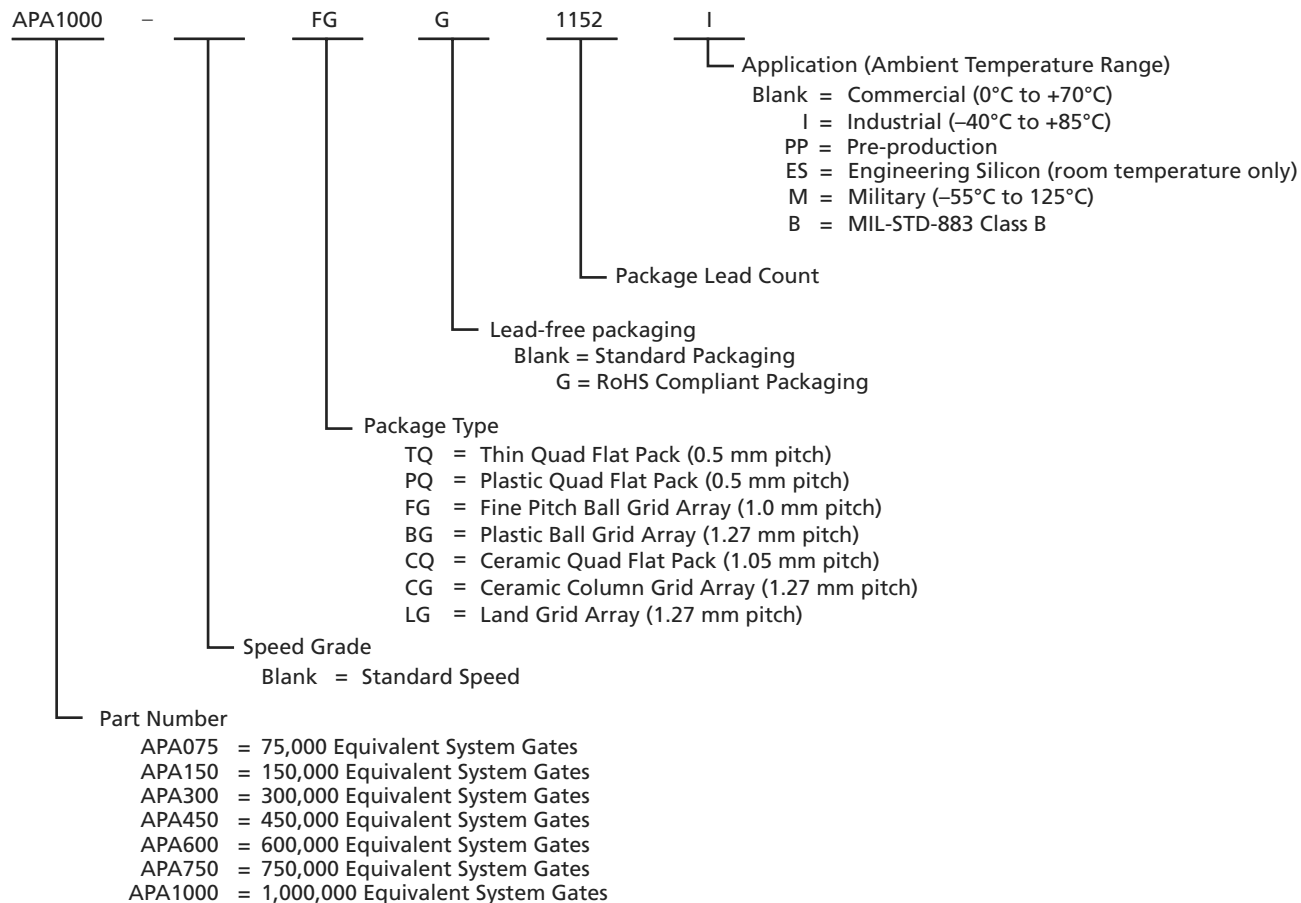 APA1000 – FG G 1152 I
Application (Ambient Temperature Range)
Blank = Commercial (0°C to +70°C)
I = Industrial (–40°C to +85°C)
PP = Pre-production
ES = Engineering Silicon (room temperature only)
M = Military (–55°C to 125°C)
B = MIL-STD-883 Class B
Package Lead Count
Lead-free packaging
Blank = Standard Packaging
G = RoHS Compliant Packaging
Package Type
TQ = Thin Quad Flat Pack (0.5 mm pitch)
PQ = Plastic Quad Flat Pack (0.5 mm pitch)
FG = Fine Pitch Ball Grid Array (1.0 mm pitch)
BG = Plastic Ball Grid Array (1.27 mm pitch)
CQ = Ceramic Quad Flat Pack (1.05 mm pitch)
CG = Ceramic Column Grid Array (1.27 mm pitch)
LG = Land Grid Array (1.27 mm pitch)
Speed Grade
Blank = Standard Speed
Part Number
APA075 = 75,000 Equivalent System Gates
APA150 = 150,000 Equivalent System Gates
APA300 = 300,000 Equivalent System Gates
APA450 = 450,000 Equivalent System Gates
APA600 = 600,000 Equivalent System Gates
APA750 = 750,000 Equivalent System Gates
APA1000 = 1,000,000 Equivalent System Gates